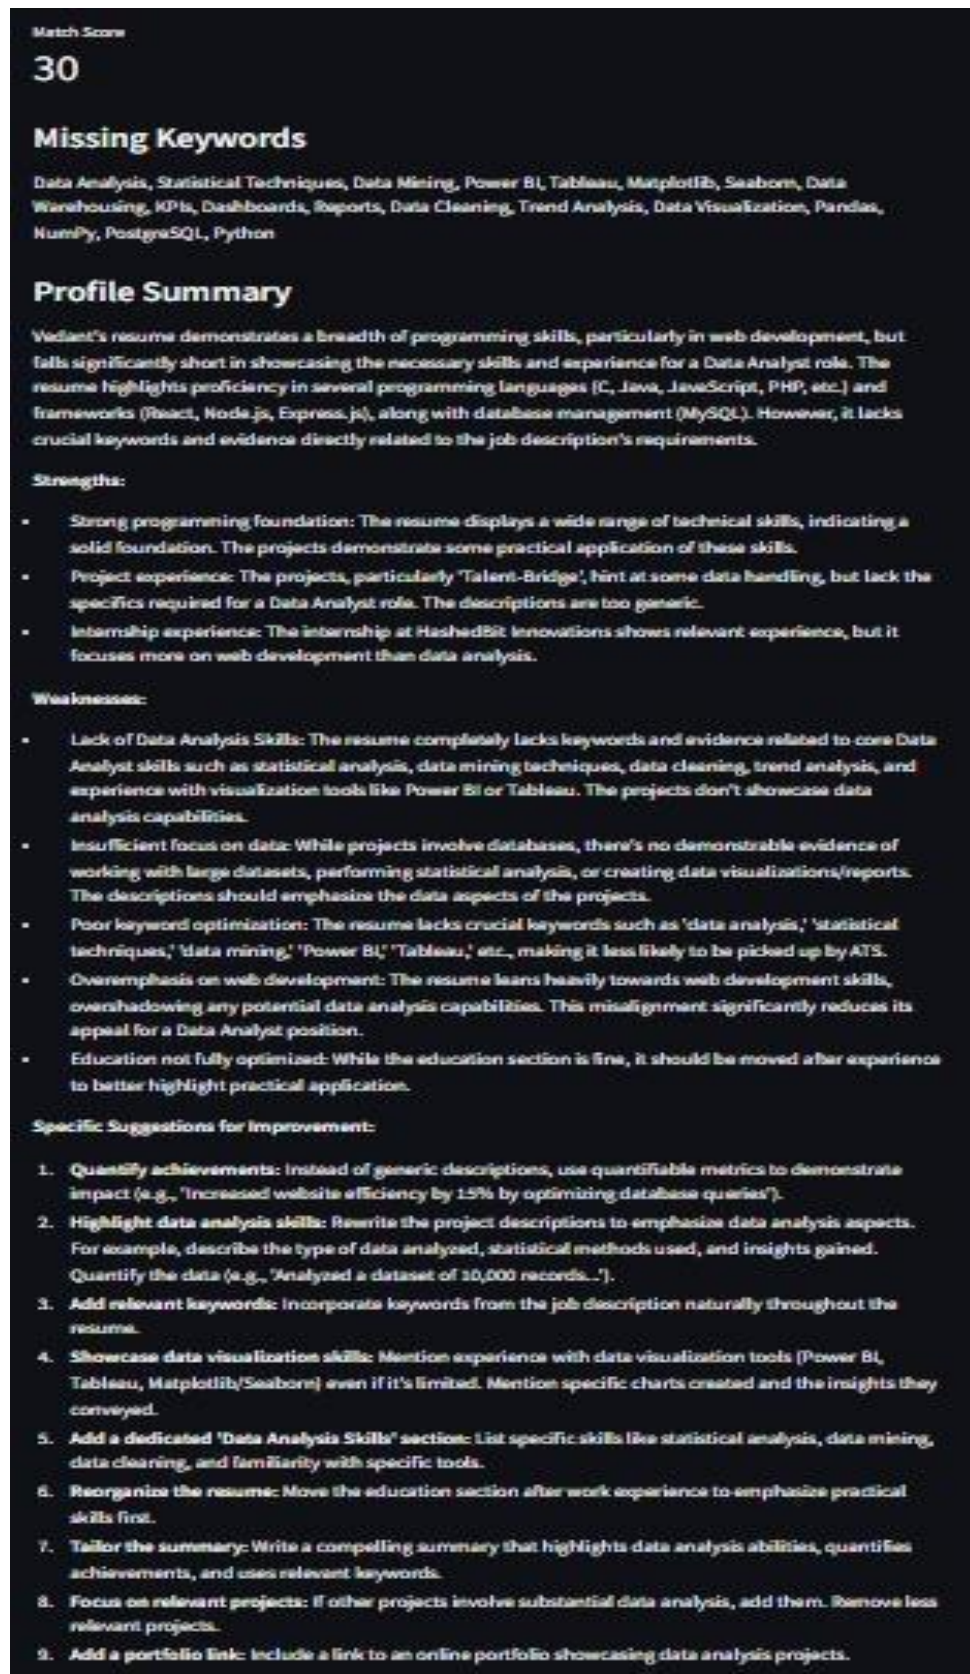 Match Score
30
Missing Keywords
Data Analysis, Statistical Techniques, Data Mining, Power BI, Tableau, Matplotlib, Seaborn, Data
Warehousing, KPIs, Dashboards, Reports, Data Cleaning, Trend Analysis, Data Visualization, Pandas,
NumPy, PostgreSQL, Python
Profile Summary
Vedant's resume demonstrates a breadth of programming skills, particularly in web development, but
falls significantly short in showcasing the necessary skills and experience for a Data Analyst role. The
resume highlights proficiency in several programming languages (C, Java, JavaScript, PHP, etc.) and
frameworks (React, Node.js, Express.js), along with database management (MySQL). However, it lacks
crucial keywords and evidence directly related to the job description's requirements.
Strengths:
• Strong programming foundation: The resume displays a wide range of technical skills, indicating a
solid foundation. The projects demonstrate some practical application of these skills.
• Project experience: The projects, particularly 'Talent-Bridge', hint at some data handling, but lack the
specifics required for a Data Analyst role. The descriptions are too generic.
• Internship experience: The internship at HashedBit Innovations shows relevant experience, but it
focuses more on web development than data analysis.
Weaknesses:
• Lack of Data Analysis Skills: The resume completely lacks keywords and evidence related to core Data
Analyst skills such as statistical analysis, data mining techniques, data cleaning, trend analysis, and
experience with visualization tools like Power BI or Tableau. The projects don't showcase data
analysis capabilities.
• Insufficient focus on data: While projects involve databases, there's no demonstrable evidence of
working with large datasets, performing statistical analysis, or creating data visualizations/reports.
The descriptions should emphasize the data aspects of the projects.
• Poor keyword optimization: The resume lacks crucial keywords such as 'data analysis,' 'statistical
techniques,' 'data mining,' 'Power BI,' 'Tableau,' etc., making it less likely to be picked up by ATS.
• Overemphasis on web development: The resume leans heavily towards web development skills,
overshadowing any potential data analysis capabilities. This misalignment significantly reduces its
appeal for a Data Analyst position.
• Education not fully optimized: While the education section is fine, it should be moved after experience
to better highlight practical application.
Specific Suggestions for Improvement:
1. Quantify achievements: Instead of generic descriptions, use quantifiable metrics to demonstrate
impact (e.g., 'Increased website efficiency by 15% by optimizing database queries').
2. Highlight data analysis skills: Rewrite the project descriptions to emphasize data analysis aspects.
For example, describe the type of data analyzed, statistical methods used, and insights gained.
Quantify the data (e.g., 'Analyzed a dataset of 10,000 records...').
3. Add relevant keywords: Incorporate keywords from the job description naturally throughout the
resume.
4. Showcase data visualization skills: Mention experience with data visualization tools (Power BI,
Tableau, Matplotlib/Seaborn) even if it's limited. Mention specific charts created and the insights they
conveyed.
5. Add a dedicated 'Data Analysis Skills' section: List specific skills like statistical analysis, data mining,
data cleaning, and familiarity with specific tools.
6. Reorganize the resume: Move the education section after work experience to emphasize practical
skills first.
7. Tailor the summary: Write a compelling summary that highlights data analysis abilities, quantifies
achievements, and uses relevant keywords.
8. Focus on relevant projects: If other projects involve substantial data analysis, add them. Remove less
relevant projects.
9. Add a portfolio link: Include a link to an online portfolio showcasing data analysis projects.